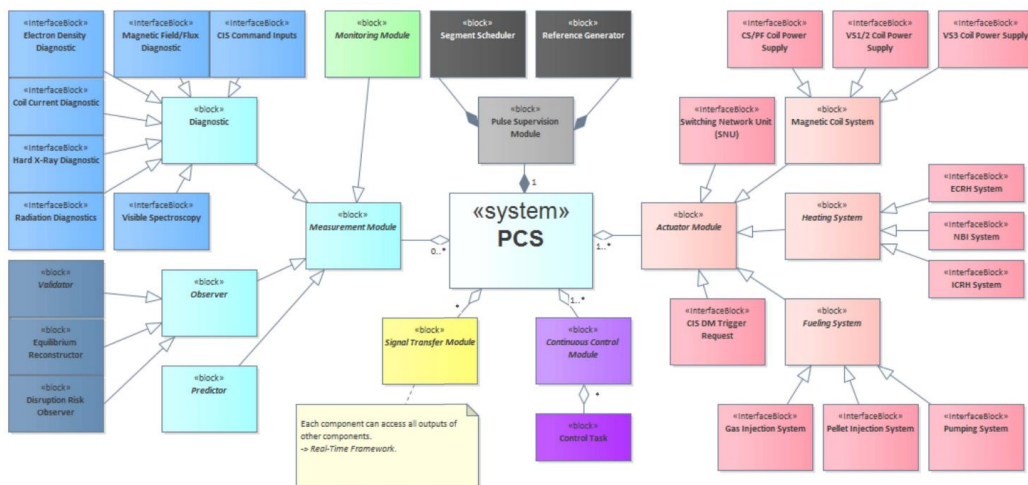 «InterfaceBlock»
Electron Density
Diagnostic
«InterfaceBlock»
Magnetic Field/Flux
Diagnostic
«InterfaceBlock»
CIS Command Inputs
«block»
Monitoring Module
«block»
Segment Scheduler
«block»
Reference Generator
«InterfaceBlock»
CS/PF Coil Power
Supply
«InterfaceBlock»
VS1/2 Coil Power
Supply
«InterfaceBlock»
VS3 Coil Power Supply
«InterfaceBlock»
Coil Current Diagnostic
«block»
Diagnostic
«block»
Pulse Supervision
Module
«InterfaceBlock»
Switching Network Unit
(SNU)
«block»
Magnetic Coil System
«InterfaceBlock»
Hard X-Ray Diagnostic
«InterfaceBlock»
Radiation Diagnostics
«InterfaceBlock»
Visible Spectroscopy
«block»
Measurement Module
0..*
1
«system»
PCS
1..*
«block»
Actuator Module
«block»
Heating System
«InterfaceBlock»
ECRH System
«InterfaceBlock»
NBI System
«InterfaceBlock»
ICRH System
«block»
Validator
«block»
Observer
«block»
Equilibrium
Reconstructor
«block»
Disruption Risk
Observer
«block»
Predictor
*
1..*
«block»
Signal Transfer Module
«block»
Continuous Control
Module
*
«block»
Control Task
«InterfaceBlock»
CIS DM Trigger
Request
«block»
Fueling System
Each component can access all outputs of
other components.
-> Real-Time Framework.
«InterfaceBlock»
Gas Injection System
«InterfaceBlock»
Pellet Injection System
«InterfaceBlock»
Pumping System